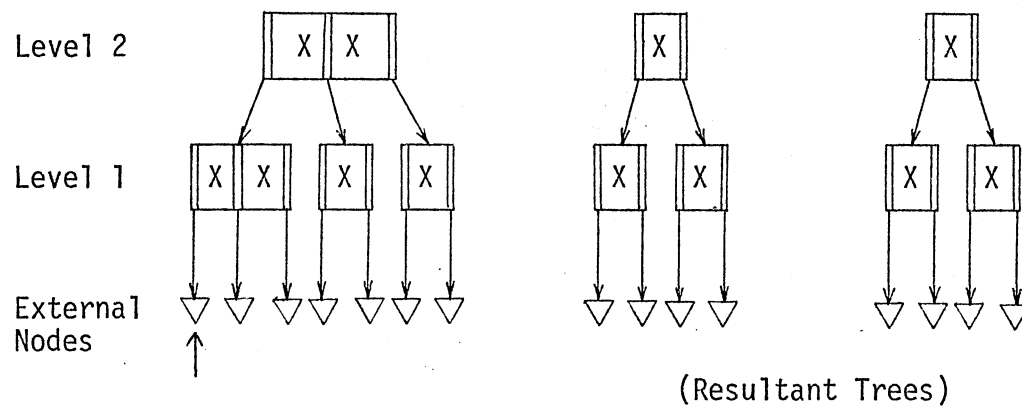 Level 2
X X
X
X
Level 1
X X
X
X
X
X
X
X
External
Nodes
(Resultant Trees)